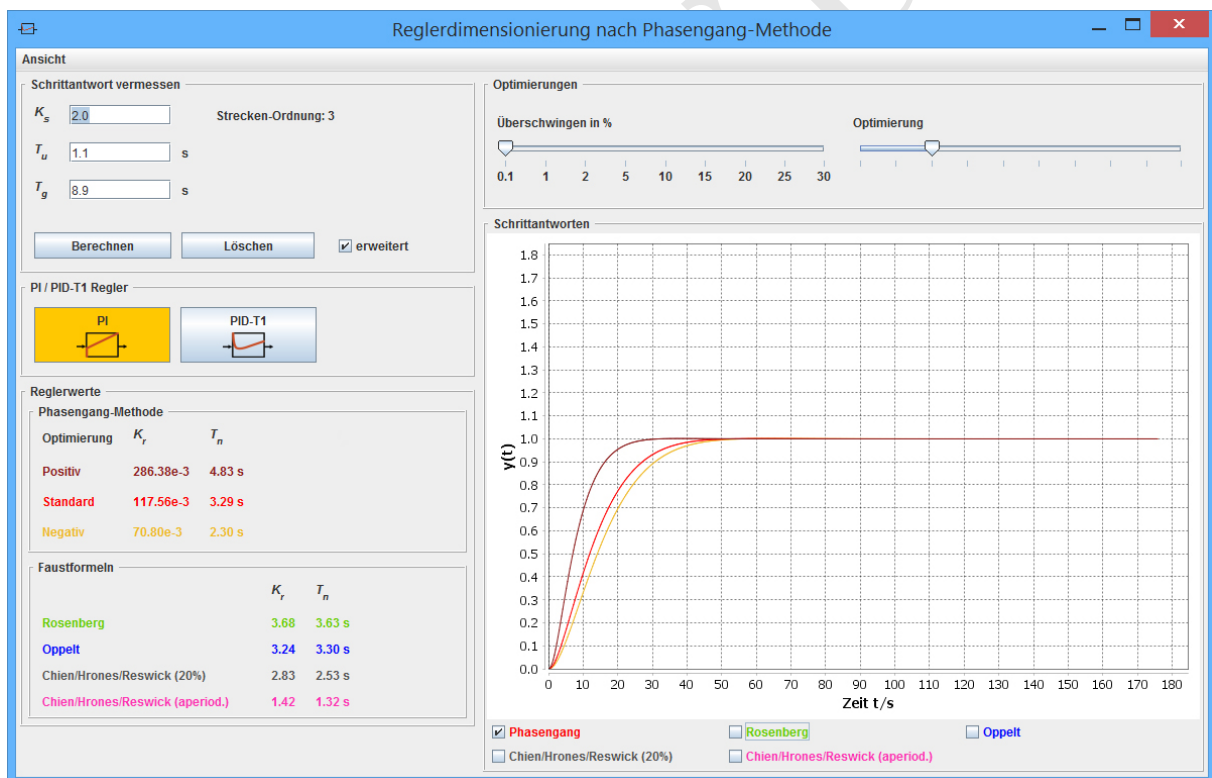 Reglerdimensionierung nach Phasengang-Methode
Ansicht
Schrittantwort vermessen
K_s 2.0 Strecken-Ordnung: 3
T_u 1.1 s
T_g 8.9 s
Berechnen Löschen erweitert
PI / PID-T1 Regler
PI PID-T1
Reglerwerte
Phasengang-Methode
Optimierung K_r T_n
Positiv 286.38e-3 4.83 s
Standard 117.56e-3 3.29 s
Negativ 70.80e-3 2.30 s
Faustformeln
K_r T_n
Rosenberg 3.68 3.63 s
Oppelt 3.24 3.30 s
Chien/Hrones/Reswick (20%) 2.83 2.53 s
Chien/Hrones/Reswick (aperiod.) 1.42 1.32 s
Optimierungen
Überschwingen in % Optimierung
0.1 1 2 5 10 15 20 25 30
Schrittantworten
1.8
1.7
1.6
1.5
1.4
1.3
1.2
1.1
1.0
0.9
0.8
0.7
0.6
0.5
0.4
0.3
0.2
0.1
0.0
y(t)
0 10 20 30 40 50 60 70 80 90 100 110 120 130 140 150 160 170 180
Zeit t/s
Phasengang Rosenberg Oppelt
Chien/Hrones/Reswick (20%) Chien/Hrones/Reswick (aperiod.)